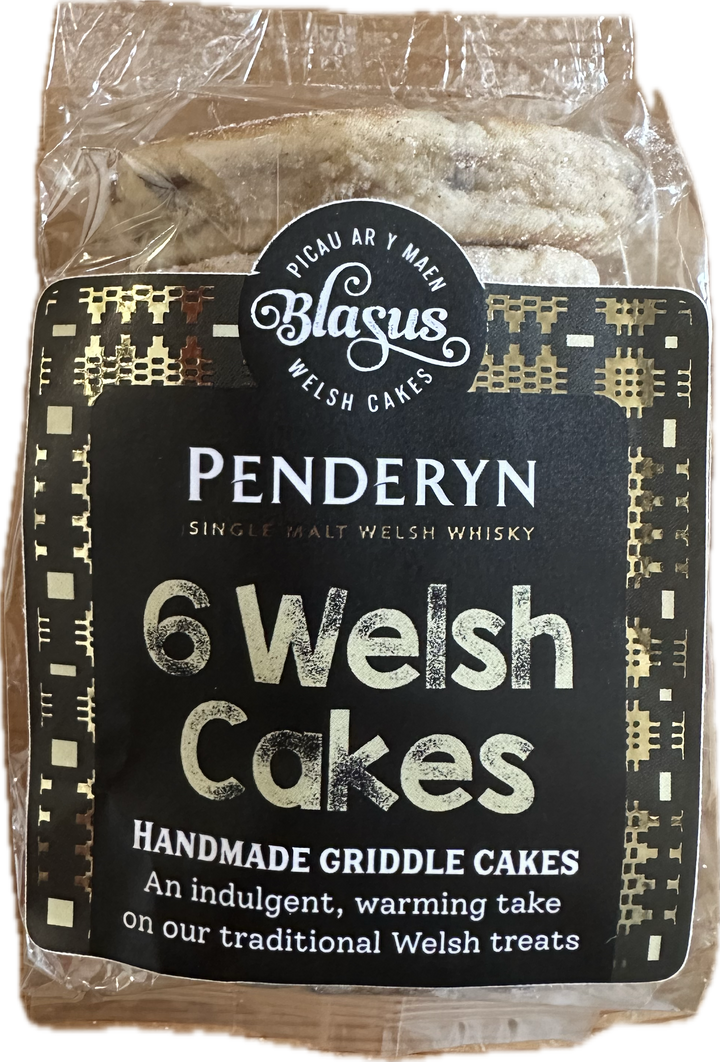 PICAU AR Y MAEN
Blasus
WELSH CAKES
PENDERYN
SINGLE MALT WELSH WHISKY
6 Welsh
Cakes
HANDMADE GRIDDLE CAKES
An indulgent, warming take
on our traditional Welsh treats